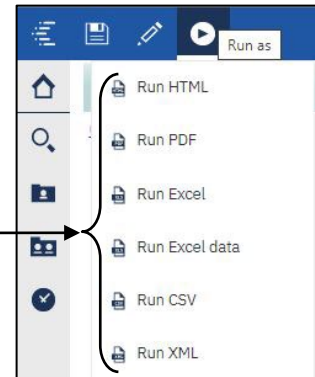 Run as
Run HTML
Run PDF
Run Excel
Run Excel data
Run CSV
Run XML